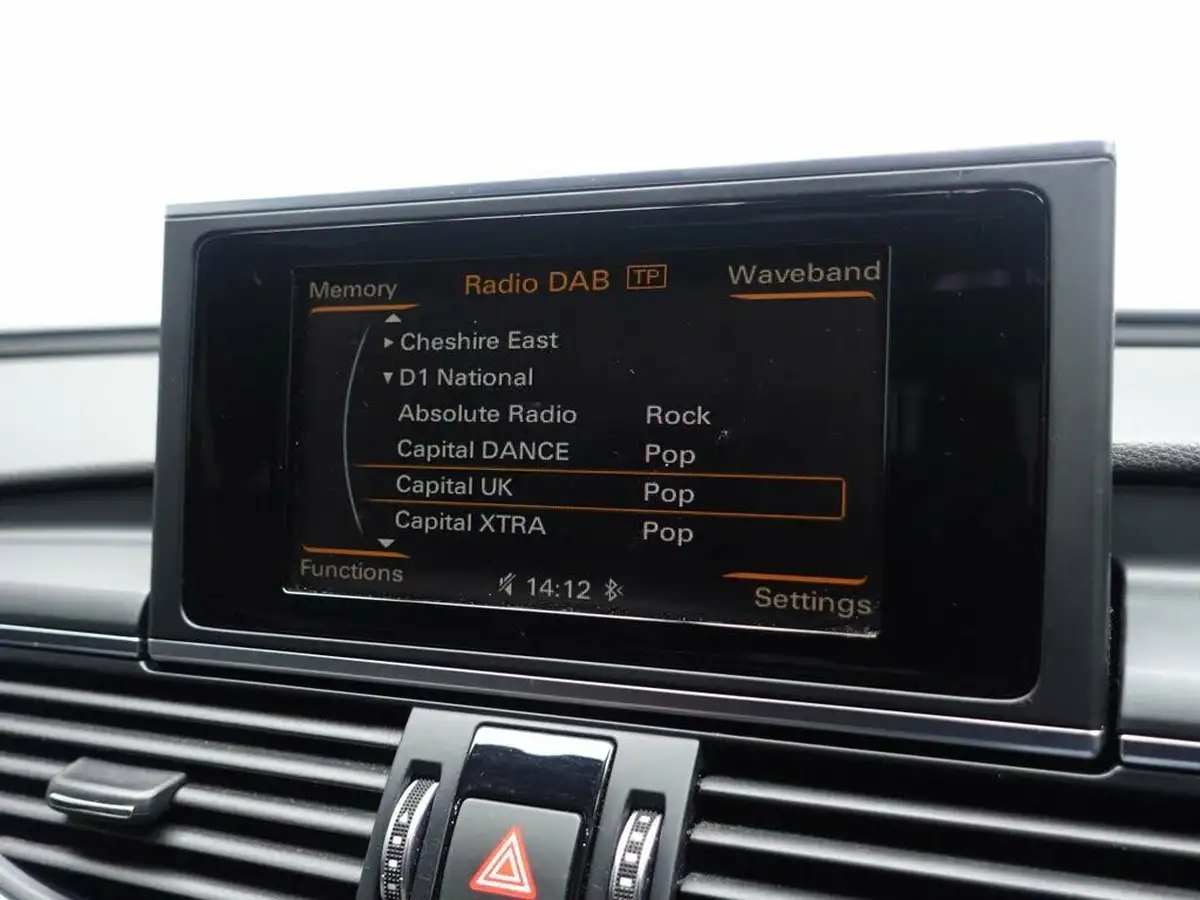 Memory
Radio DAB TP
Waveband
Cheshire East
D1 National
Absolute Radio Rock
Capital DANCE Pop
Capital UK Pop
Capital XTRA Pop
Functions
14:12
Settings